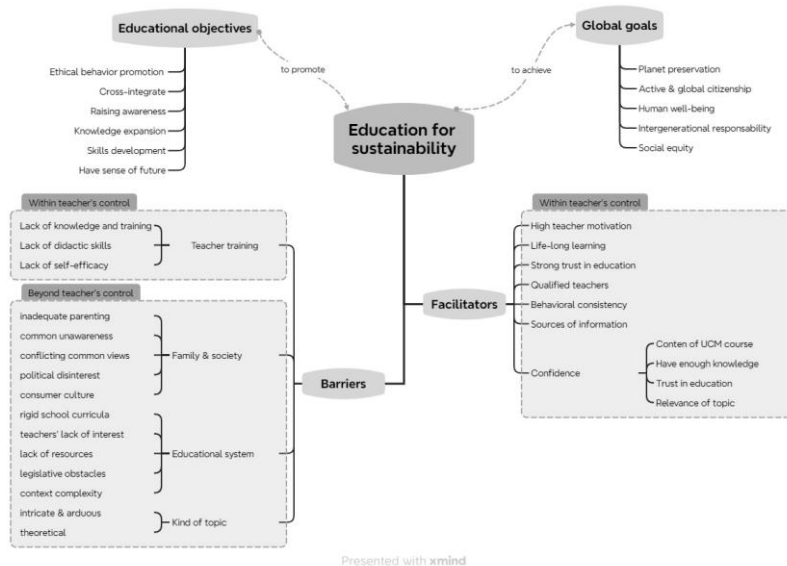 Educational objectives
Ethical behavior promotion
Cross-integrate
Raising awareness
Knowledge expansion
Skills development
Have sense of future
to promote
Global goals
Planet preservation
Active & global citizenship
Human well-being
Intergenerational responsability
Social equity
to achieve
Education for
sustainability
Within teacher's control
Lack of knowledge and training
Lack of didactic skills
Lack of self-efficacy
Teacher training
Beyond teacher's control
inadequate parenting
common unawareness
conflicting common views
political disinterest
consumer culture
Family & society
rigid school curricula
teachers' lack of interest
lack of resources
legislative obstacles
context complexity
Educational system
intricate & arduous
theoretical
Kind of topic
Barriers
Facilitators
Within teacher's control
High teacher motivation
Life-long learning
Strong trust in education
Qualified teachers
Behavioral consistency
Sources of information
Confidence
Conten of UCM course
Have enough knowledge
Trust in education
Relevance of topic
Presented with xmind